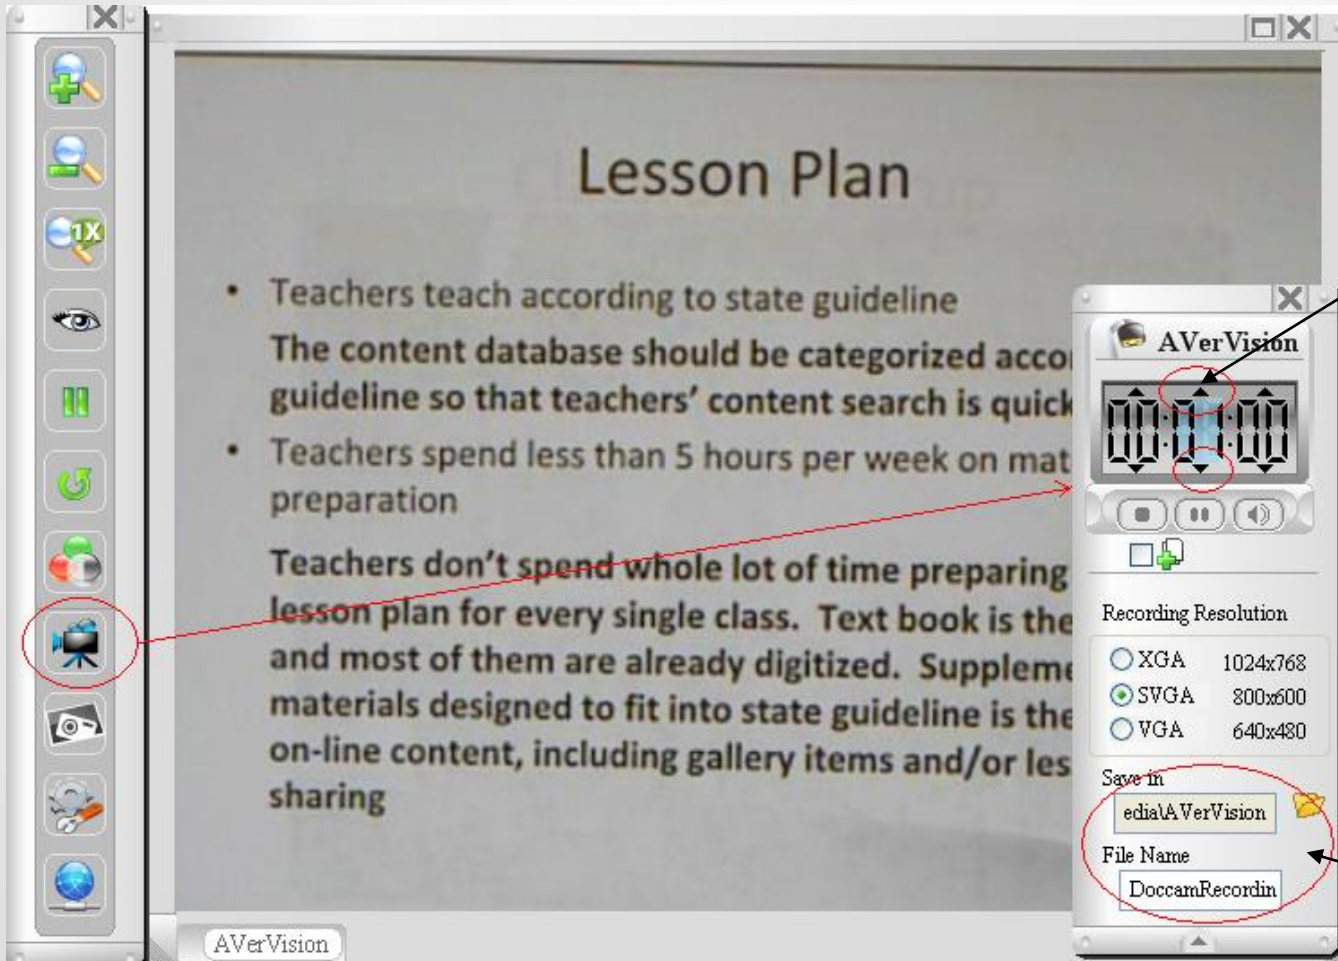 1X
Lesson Plan
• Teachers teach according to state guideline
The content database should be categorized acco
guideline so that teachers' content search is quick
• Teachers spend less than 5 hours per week on mat
preparation
Teachers don't spend whole lot of time preparing
lesson plan for every single class. Text book is the
and most of them are already digitized. Suppleme
materials designed to fit into state guideline is the
on-line content, including gallery items and/or les
sharing
AVerVision
AVerVision
Recording Resolution
XGA 1024x768
SVGA 800x600
VGA 640x480
Save in
edia\AVerVision
File Name
DoccamRecordin